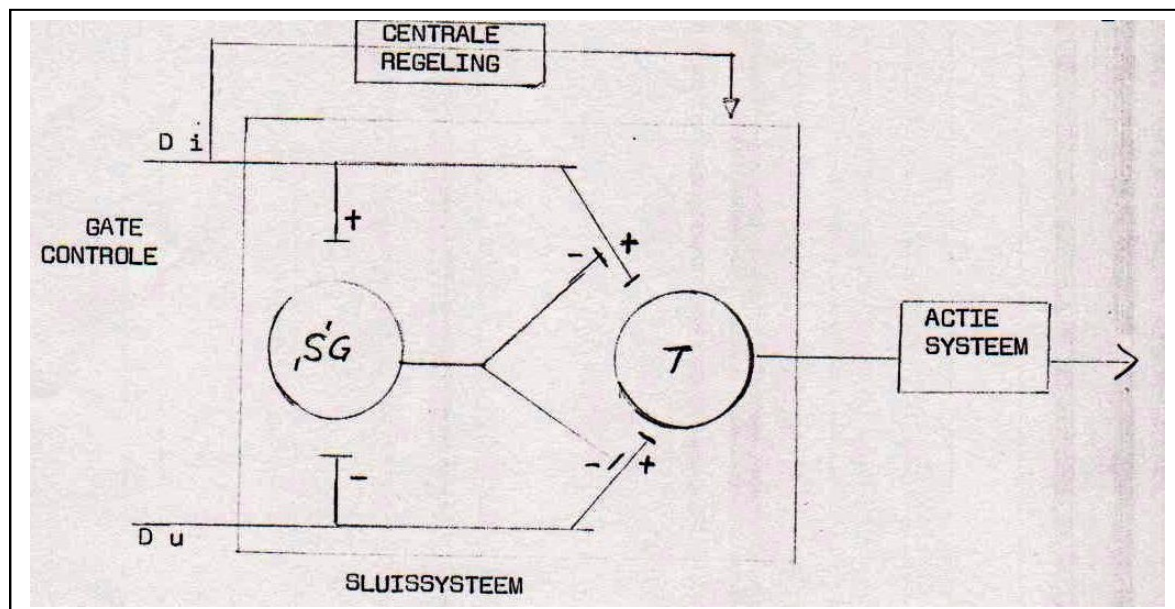 CENTRALE
REGELING
D i
GATE
CONTROLE
+
+
-
SG
T
ACTIE
SYSTEEM
-
-
+
D u
SLUISSYSTEEM